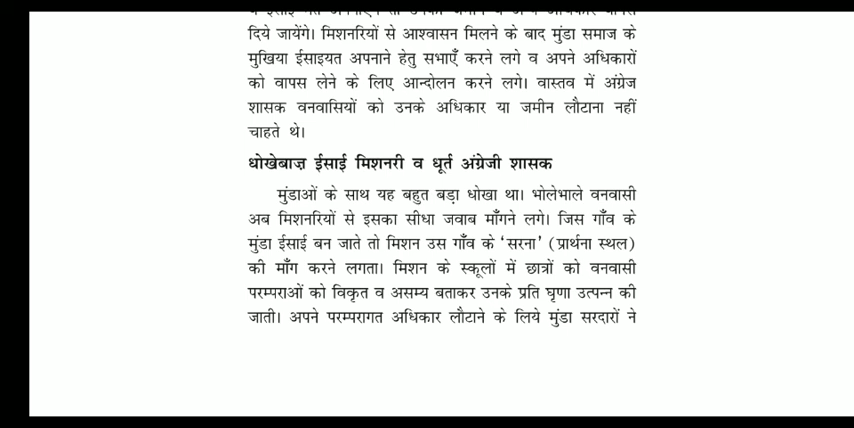 दिये जायेंगे। मिशनरियों से आश्वासन मिलने के बाद मुंडा समाज के
मुखिया ईसाइयत अपनाने हेतु सभाएँ करने लगे व अपने अधिकारों
को वापस लेने के लिए आन्दोलन करने लगे। वास्तव में अंग्रेज
शासक वनवासियों को उनके अधिकार या जमीन लौटाना नहीं
चाहते थे।
धोखेबाज़ ईसाई मिशनरी व धूर्त अंग्रेजी शासक
मुंडाओं के साथ यह बहुत बड़ा धोखा था। भोलेभाले वनवासी
अब मिशनरियों से इसका सीधा जवाब माँगने लगे। जिस गाँव के
मुंडा ईसाई बन जाते तो मिशन उस गाँव के ‘सरना’ (प्रार्थना स्थल)
की माँग करने लगता। मिशन के स्कूलों में छात्रों को वनवासी
परम्पराओं को विकृत व असम्य बताकर उनके प्रति घृणा उत्पन्न की
जाती। अपने परम्परागत अधिकार लौटाने के लिये मुंडा सरदारों ने